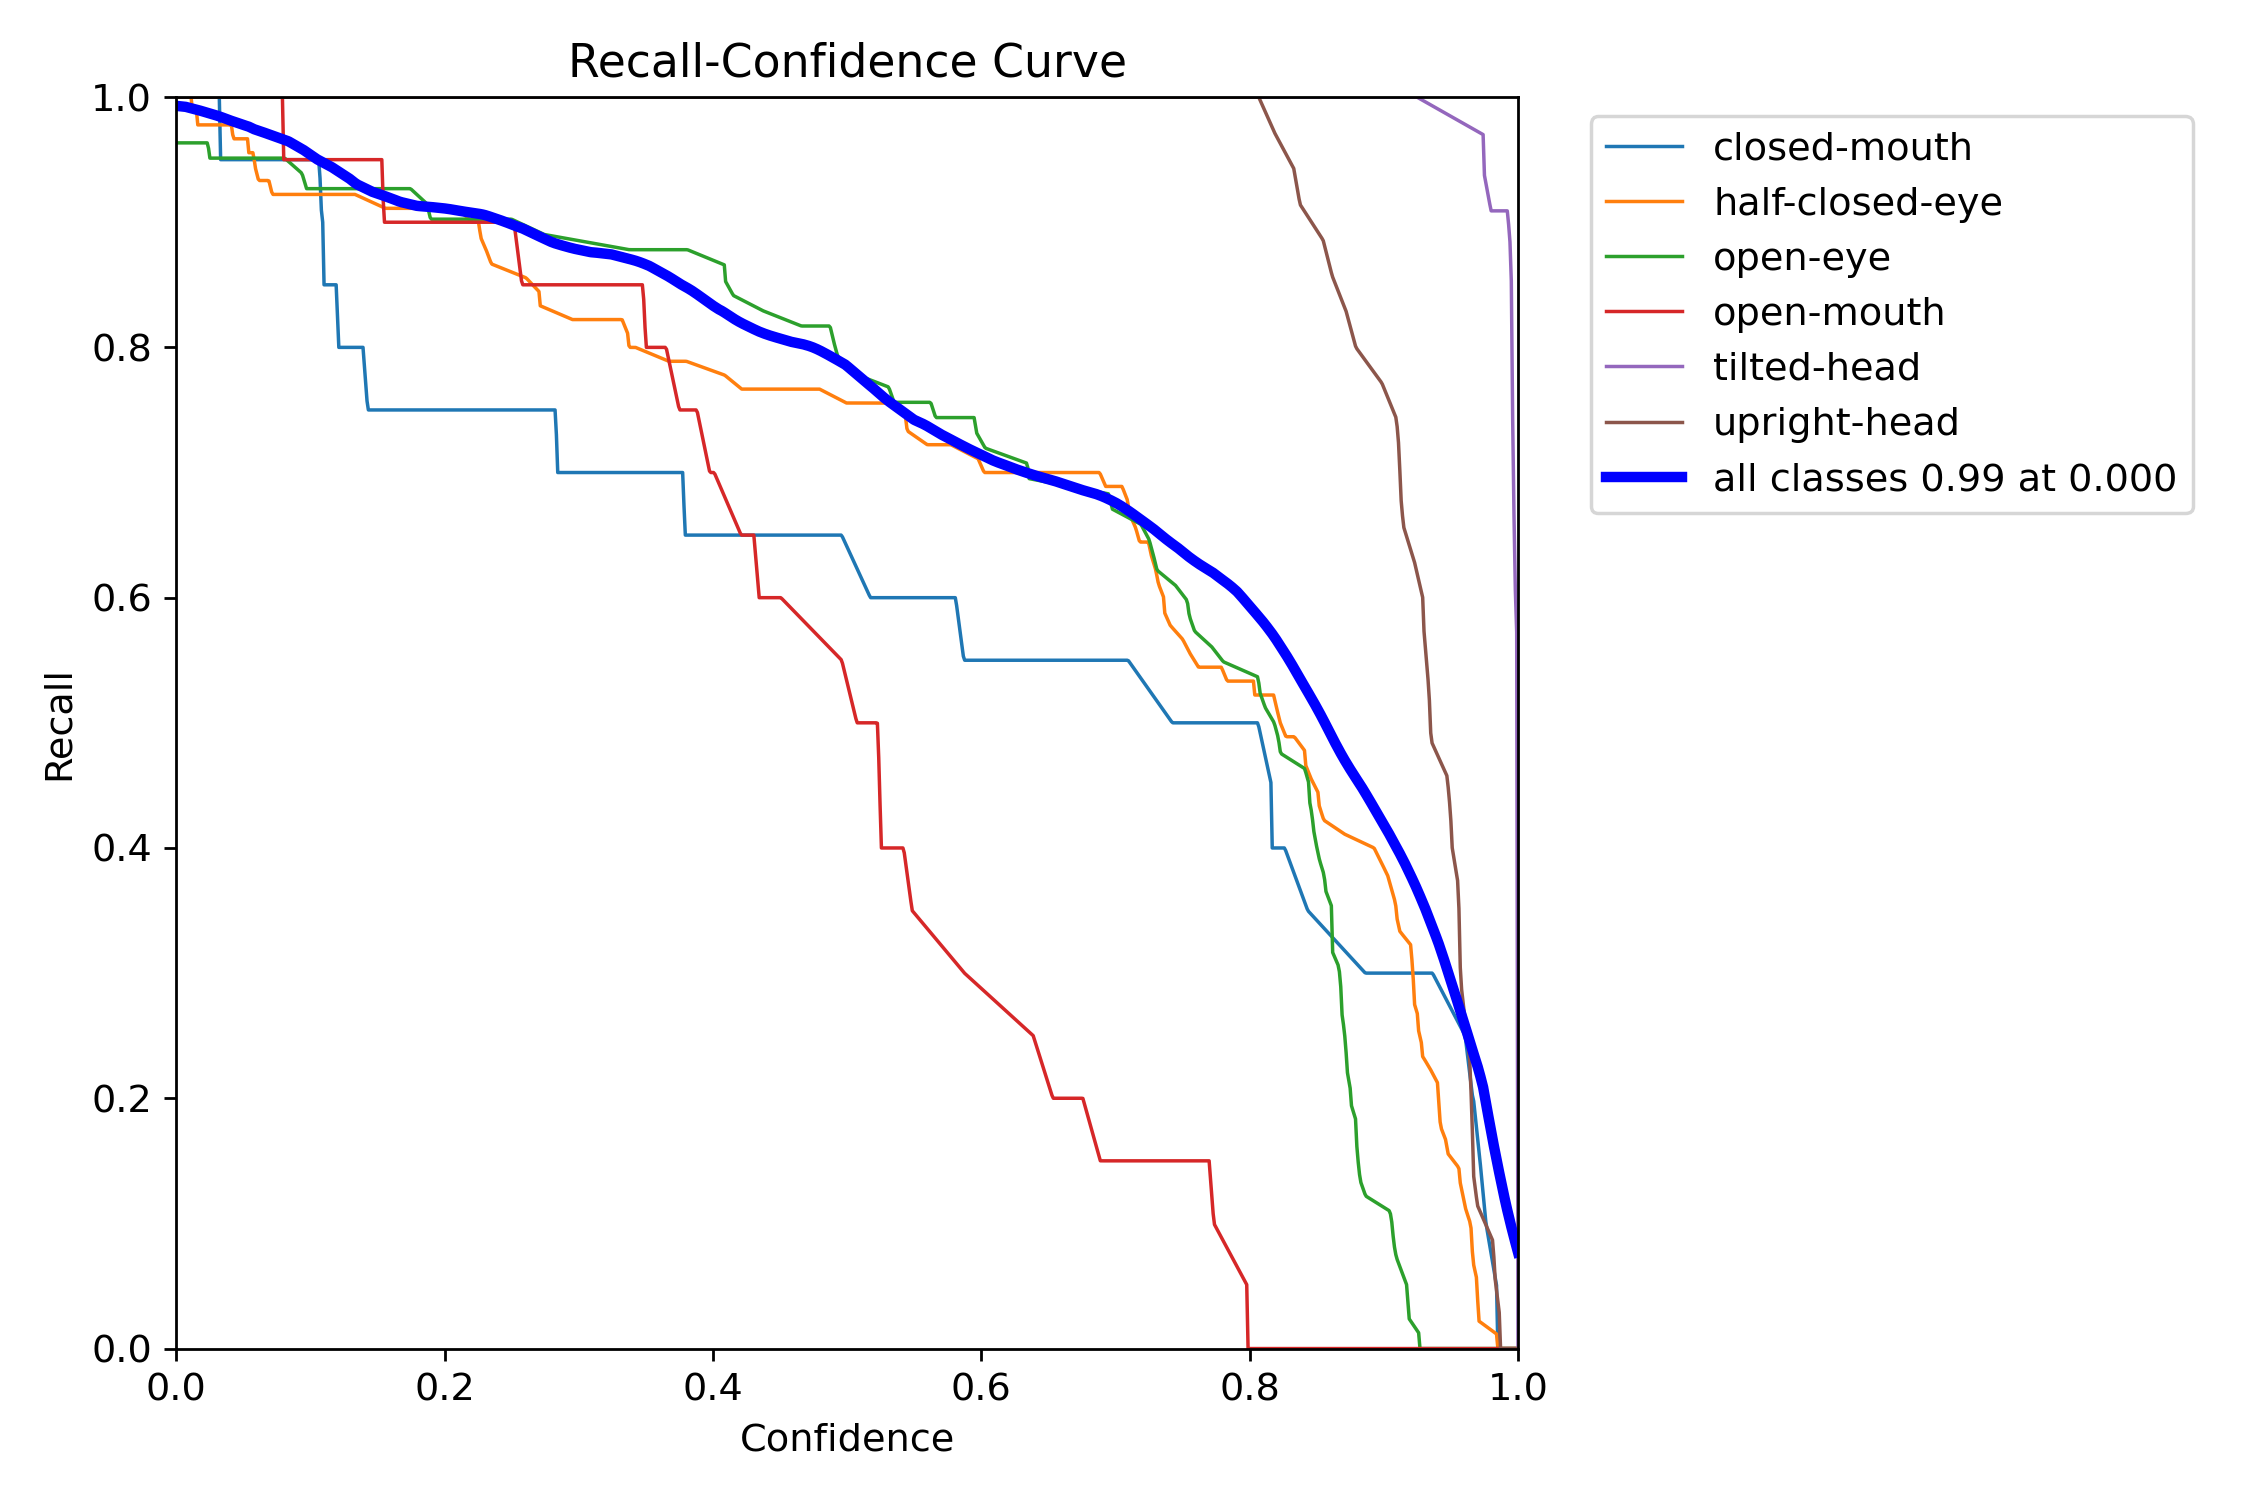 Recall-Confidence Curve
1.0
0.8
0.6
0.4
0.2
0.0
Recall
0.0 0.2 0.4 0.6 0.8 1.0
Confidence
closed-mouth
half-closed-eye
open-eye
open-mouth
tilted-head
upright-head
all classes 0.99 at 0.000